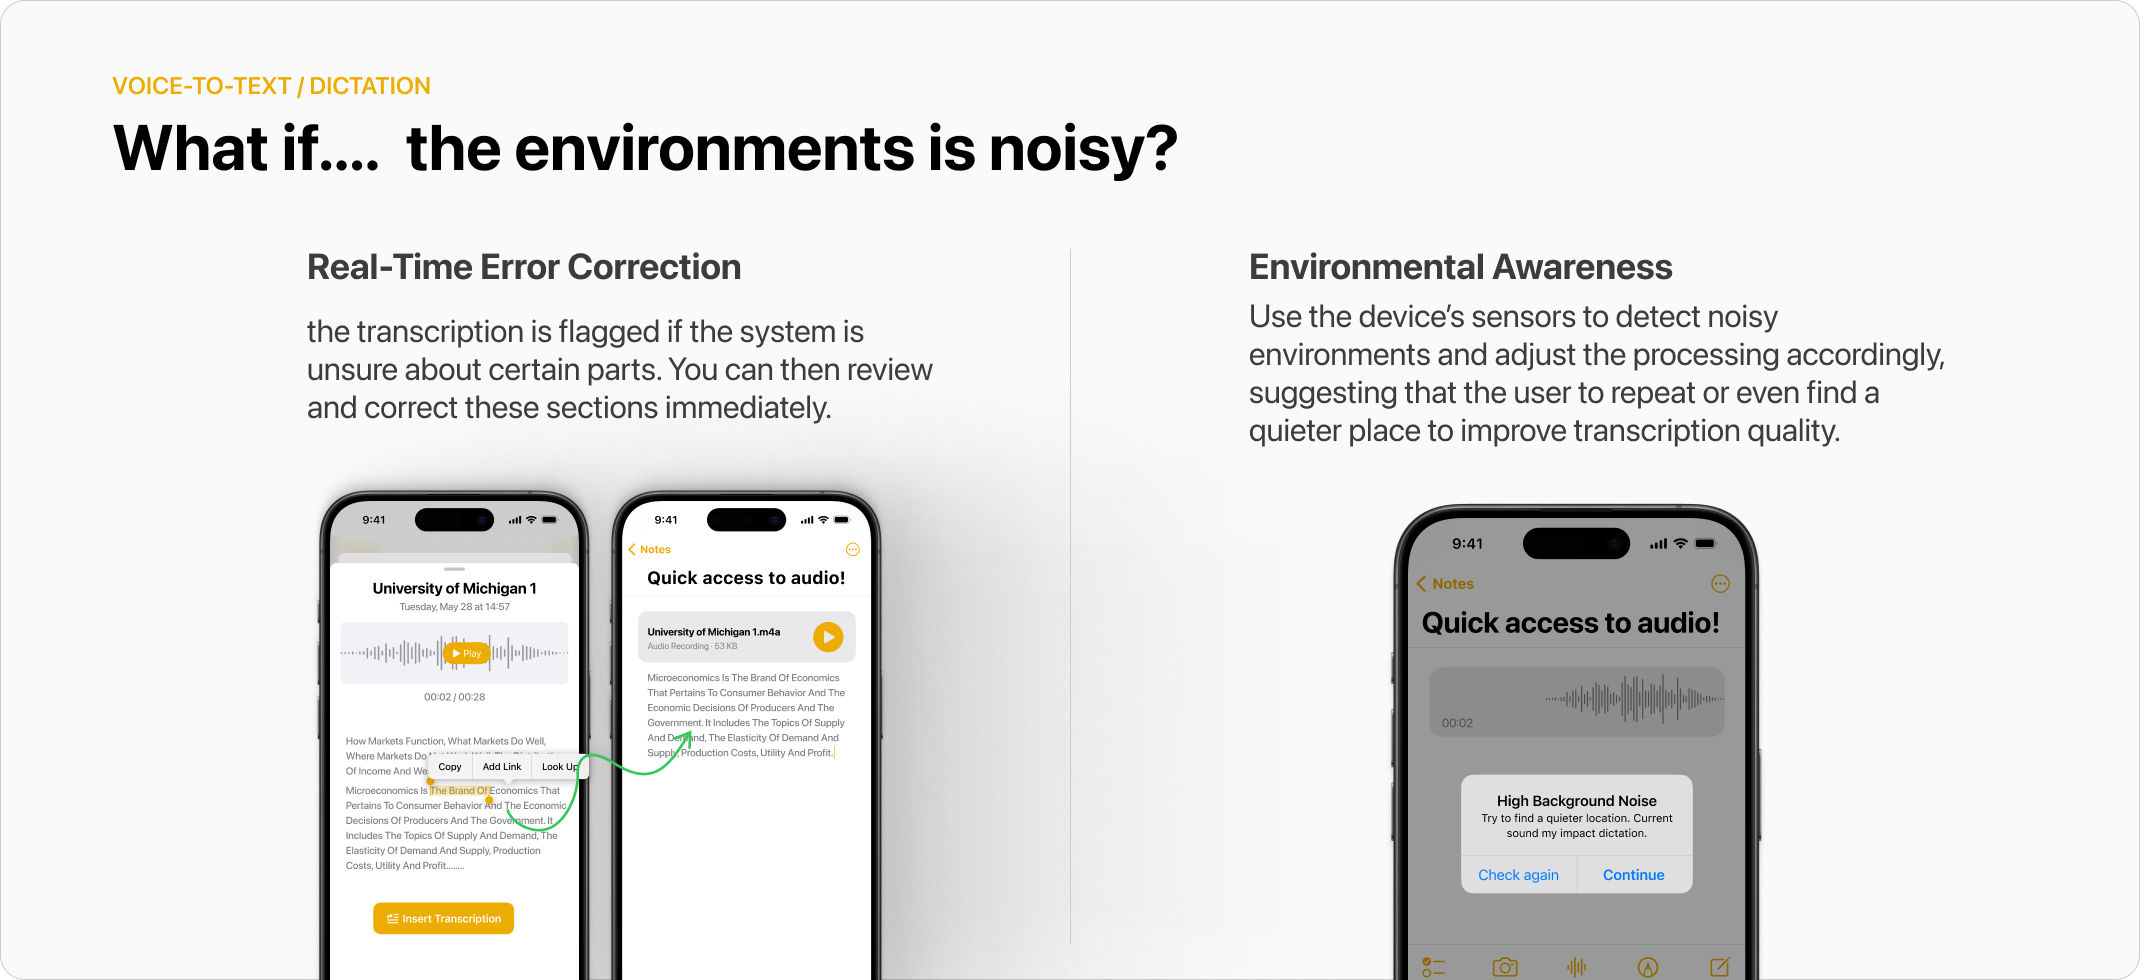 VOICE-TO-TEXT / DICTATION
What if.... the environments is noisy?
Real-Time Error Correction
the transcription is flagged if the system is
unsure about certain parts. You can then review
and correct these sections immediately.
9:41
University of Michigan 1
Tuesday, May 28 at 14:57
Play
00:02 / 00:28
How Markets Function, What Markets Do Well,
Where Markets Do
Of Income And We
Copy
Add Link
Look Up
Microeconomics Is The Brand Of Economics That
Pertains To Consumer Behavior And The Economic
Decisions Of Producers And The Government. It
Includes The Topics Of Supply And Demand, The
Elasticity Of Demand And Supply, Production
Costs, Utility And Profit........
Insert Transcription
9:41
Notes
Quick access to audio!
University of Michigan 1.m4a
Audio Recording · 53 KB
Microeconomics Is The Brand Of Economics
That Pertains To Consumer Behavior And The
Economic Decisions Of Producers And The
Government. It Includes The Topics Of Supply
And Demand, The Elasticity Of Demand And
Supply, Production Costs, Utility And Profit.
Environmental Awareness
Use the device's sensors to detect noisy
environments and adjust the processing accordingly,
suggesting that the user to repeat or even find a
quieter place to improve transcription quality.
9:41
Notes
Quick access to audio!
00:02
High Background Noise
Try to find a quieter location. Current
sound my impact dictation.
Check again
Continue